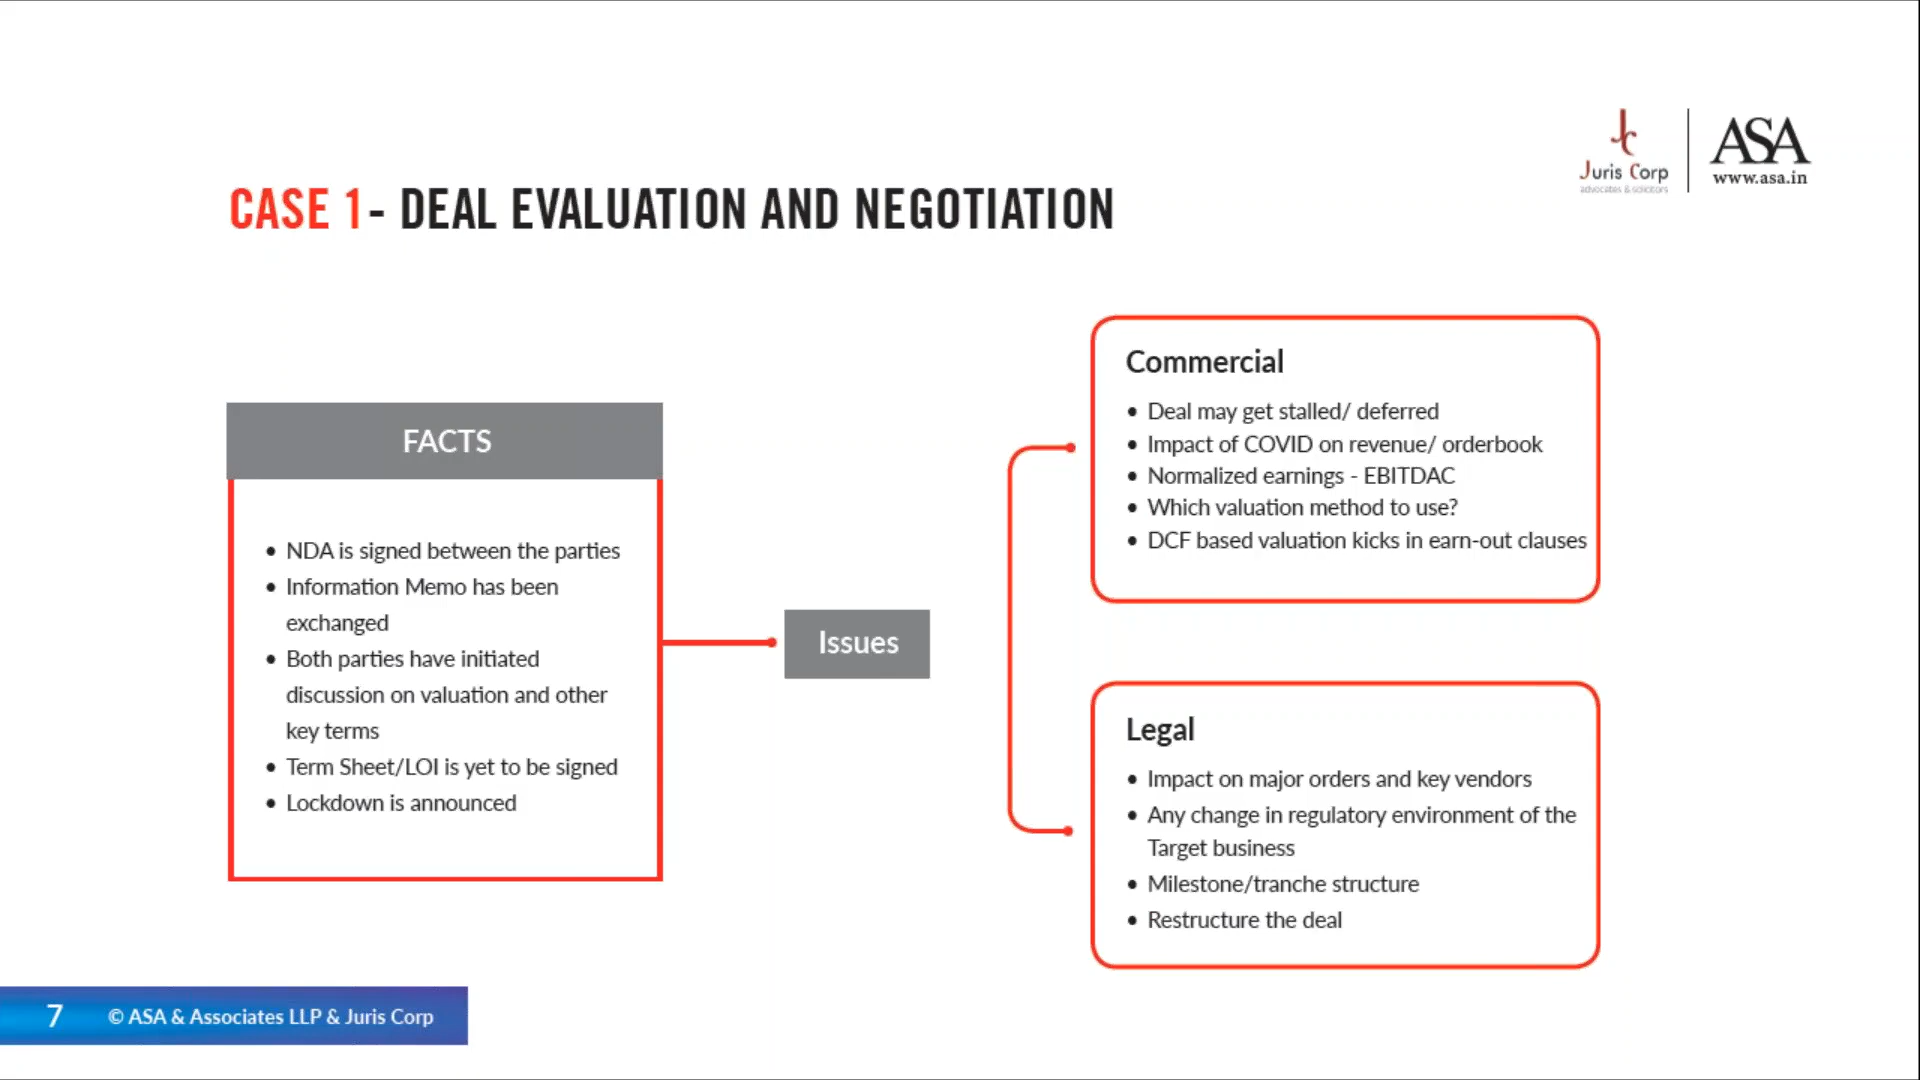 Jc
Juris Corp
advocates & solicitors
ASA
www.asa.in
CASE 1- DEAL EVALUATION AND NEGOTIATION
FACTS
• NDA is signed between the parties
• Information Memo has been
exchanged
• Both parties have initiated
discussion on valuation and other
key terms
• Term Sheet/LOI is yet to be signed
• Lockdown is announced
Issues
Commercial
• Deal may get stalled/ deferred
• Impact of COVID on revenue/ orderbook
• Normalized earnings - EBITDAC
• Which valuation method to use?
• DCF based valuation kicks in earn-out clauses
Legal
• Impact on major orders and key vendors
• Any change in regulatory environment of the
Target business
• Milestone/tranche structure
• Restructure the deal
7 © ASA & Associates LLP & Juris Corp